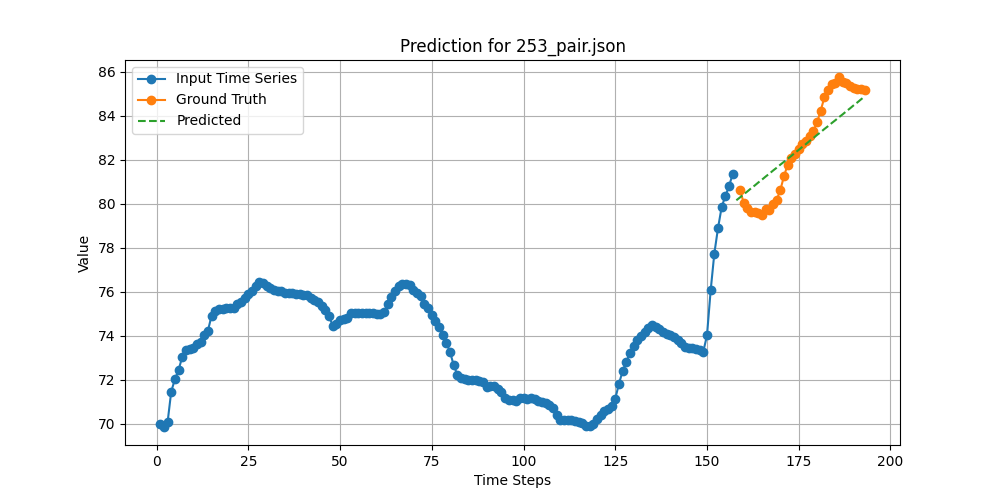 Prediction for 253_pair.json
Input Time Series
Ground Truth
Predicted
Value
86
84
82
80
78
76
74
72
70
0 25 50 75 100 125 150 175 200
Time Steps